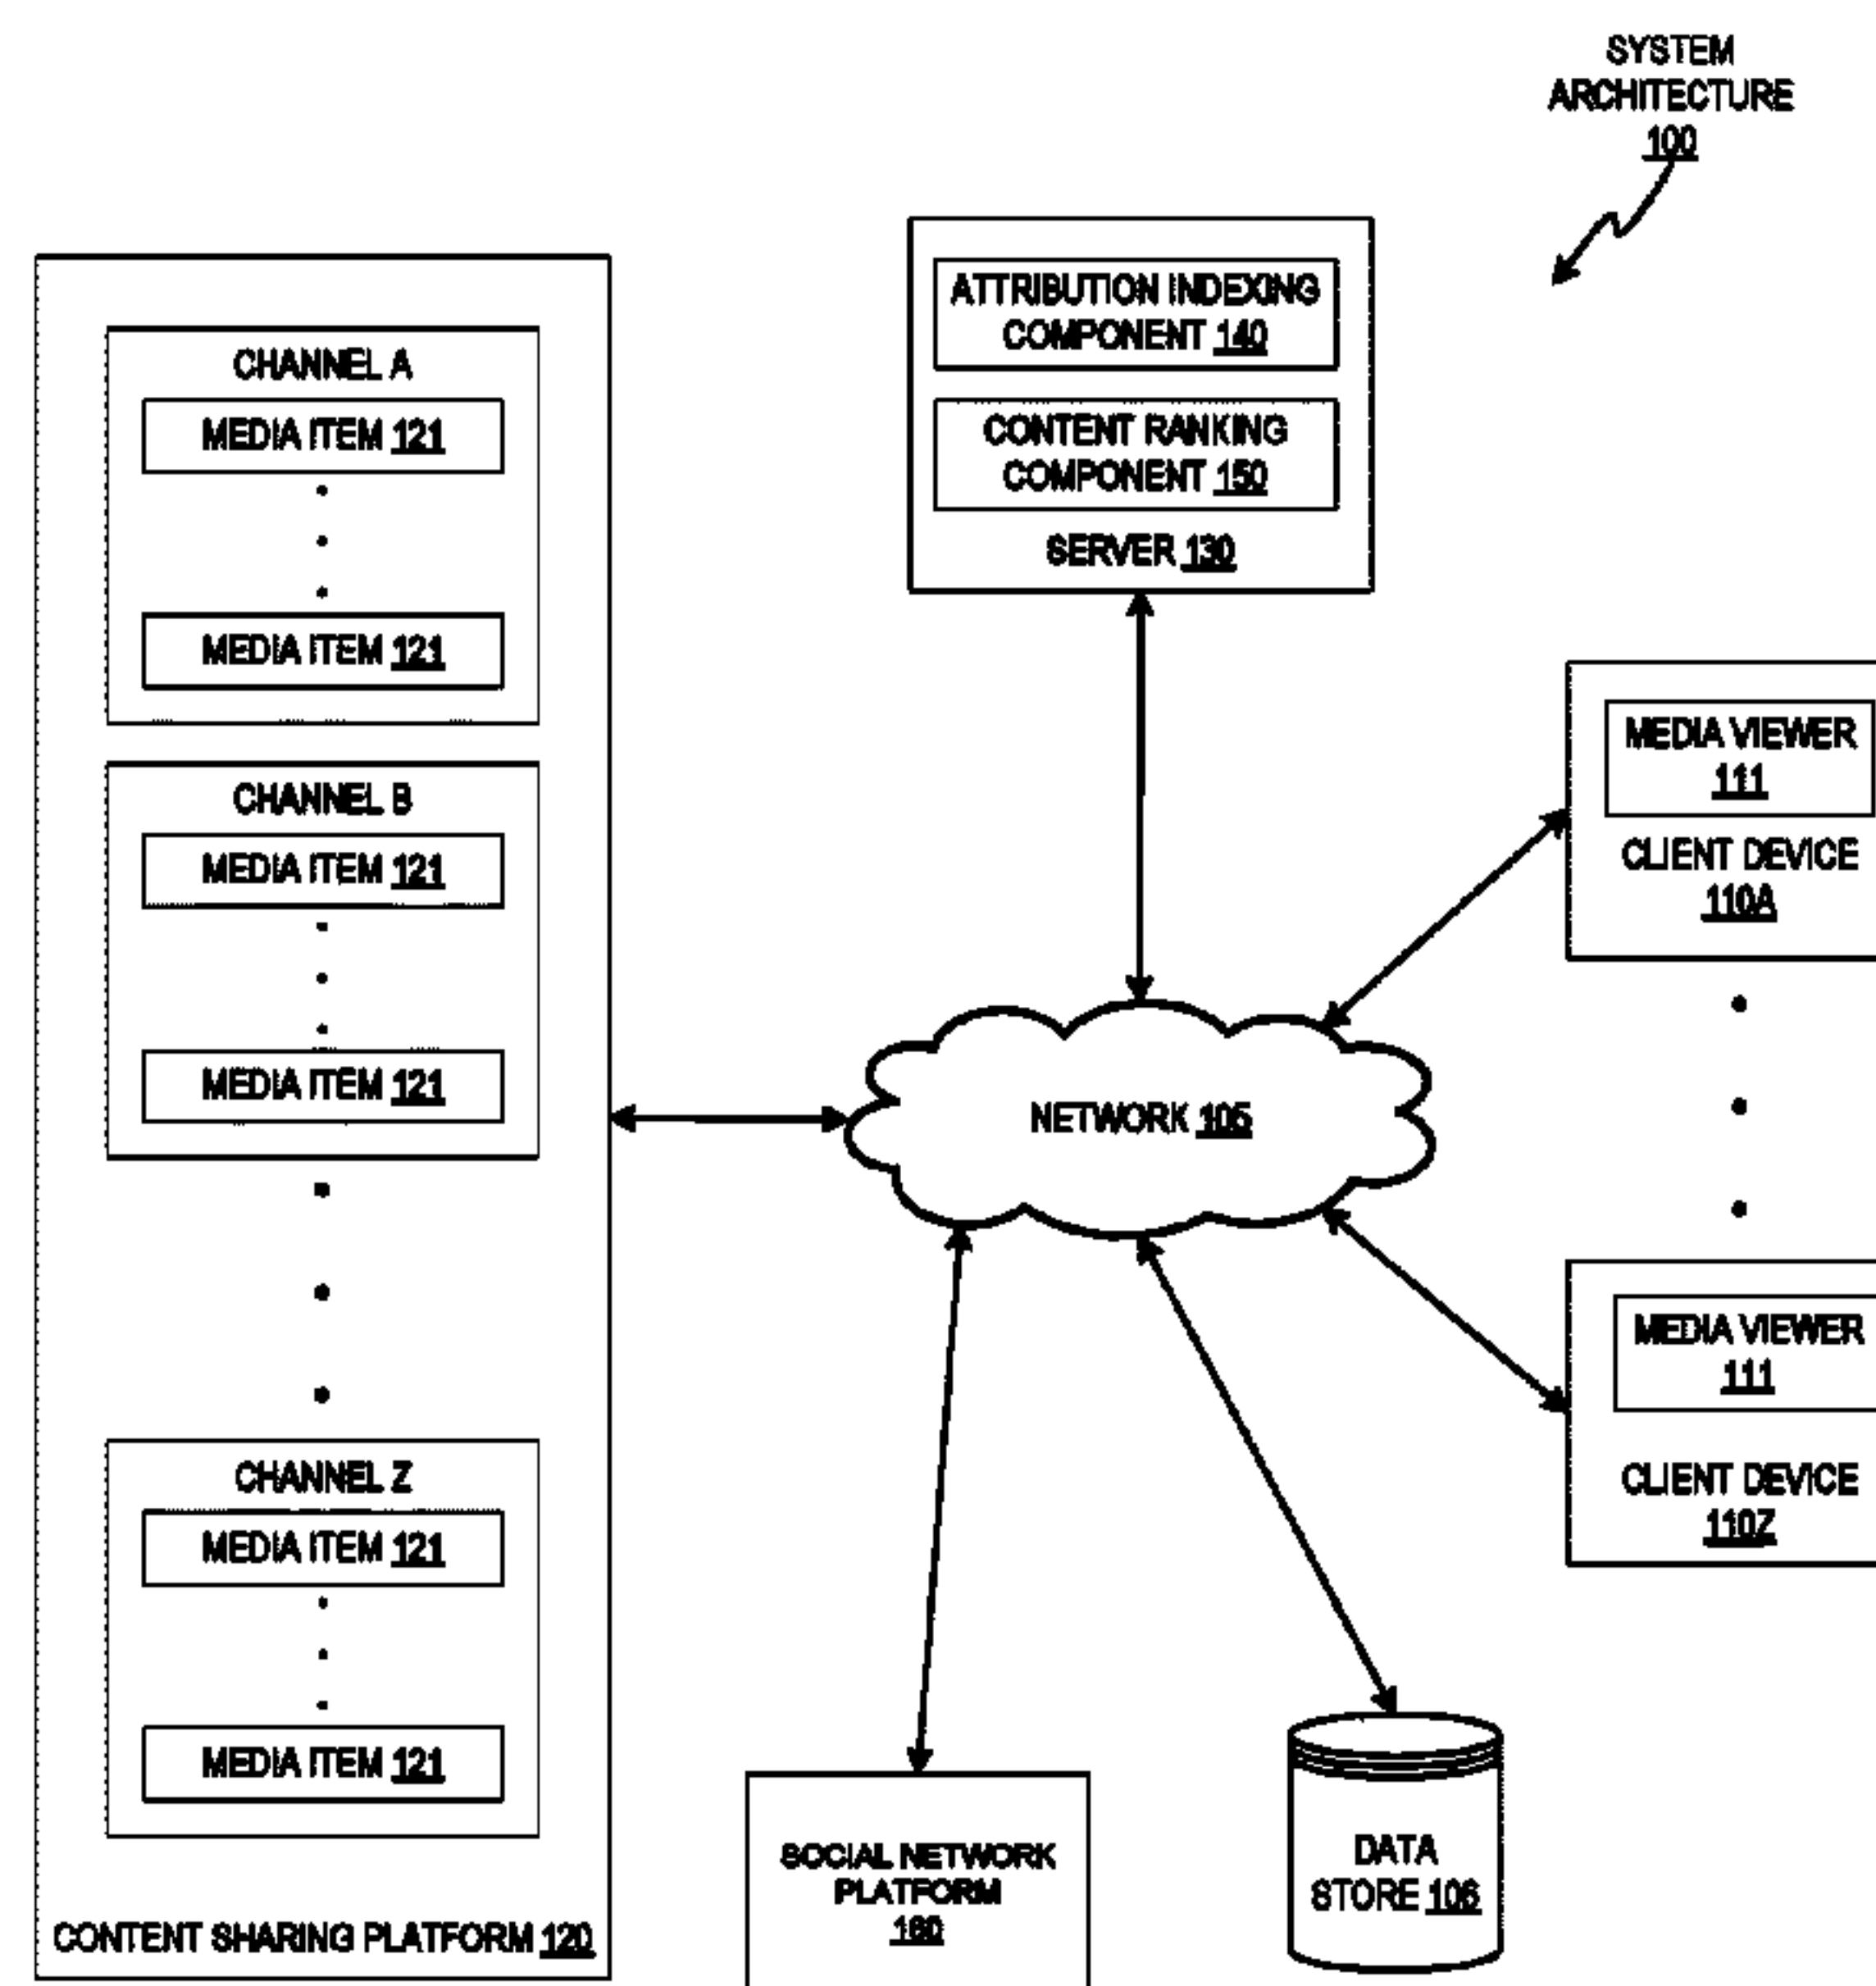 SYSTEM
ARCHITECTURE
100
ATTRIBUTION INDEXING
COMPONENT 140
CONTENT RANKING
COMPONENT 150
SERVER 130
CHANNEL A
MEDIA ITEM 121
MEDIA ITEM 121
CHANNEL B
MEDIA ITEM 121
MEDIA ITEM 121
CHANNEL Z
MEDIA ITEM 121
MEDIA ITEM 121
CONTENT SHARING PLATFORM 120
NETWORK 105
MEDIA VIEWER
111
CLIENT DEVICE
110A
MEDIA VIEWER
111
CLIENT DEVICE
110Z
SOCIAL NETWORK
PLATFORM
160
DATA
STORE 106